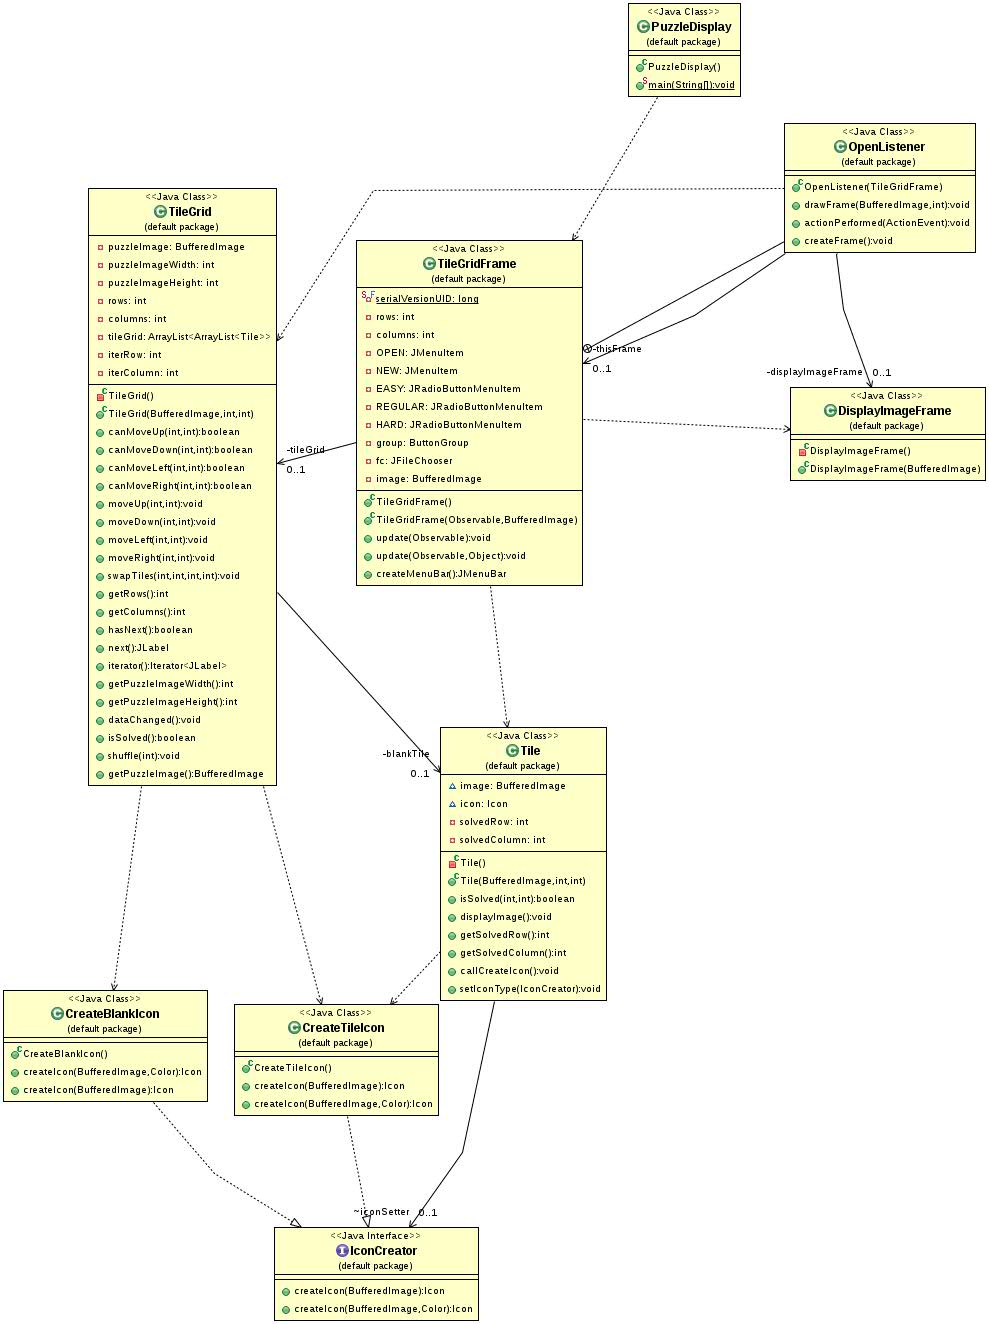 <<Java Class>>
PuzzleDisplay
(default package)
PuzzleDisplay()
main(String[]):void
<<Java Class>>
OpenListener
(default package)
OpenListener(TileGridFrame)
drawFrame(BufferedImage,int):void
actionPerformed(ActionEvent):void
createFrame():void
<<Java Class>>
TileGrid
(default package)
puzzleImage: BufferedImage
puzzleImageWidth: int
puzzleImageHeight: int
rows: int
columns: int
tileGrid: ArrayList<ArrayList<Tile>>
iterRow: int
iterColumn: int
TileGrid()
TileGrid(BufferedImage,int,int)
canMoveUp(int,int):boolean
canMoveDown(int,int):boolean
canMoveLeft(int,int):boolean
canMoveRight(int,int):boolean
moveUp(int,int):void
moveDown(int,int):void
moveLeft(int,int):void
moveRight(int,int):void
swapTiles(int,int,int,int):void
getRows():int
getColumns():int
hasNext():boolean
next():JLabel
iterator():Iterator<JLabel>
getPuzzleImageWidth():int
getPuzzleImageHeight():int
dataChanged():void
isSolved():boolean
shuffle(int):void
getPuzzleImage():BufferedImage
<<Java Class>>
TileGridFrame
(default package)
serialVersionUID: long
rows: int
columns: int
OPEN: JMenuItem
NEW: JMenuItem
EASY: JRadioButtonMenuItem
REGULAR: JRadioButtonMenuItem
HARD: JRadioButtonMenuItem
group: ButtonGroup
fc: JFileChooser
image: BufferedImage
TileGridFrame()
TileGridFrame(Observable,BufferedImage)
update(Observable):void
update(Observable,Object):void
createMenuBar():JMenuBar
-thisFrame
0..1
-displayImageFrame
0..1
-tileGrid
0..1
<<Java Class>>
DisplayImageFrame
(default package)
DisplayImageFrame()
DisplayImageFrame(BufferedImage)
-blankTile
0..1
<<Java Class>>
Tile
(default package)
image: BufferedImage
icon: Icon
solvedRow: int
solvedColumn: int
Tile()
Tile(BufferedImage,int,int)
isSolved(int,int):boolean
displayImage():void
getSolvedRow():int
getSolvedColumn():int
callCreateIcon():void
setIconType(IconCreator):void
<<Java Class>>
CreateBlankIcon
(default package)
CreateBlankIcon()
createIcon(BufferedImage,Color):Icon
createIcon(BufferedImage):Icon
<<Java Class>>
CreateTileIcon
(default package)
CreateTileIcon()
createIcon(BufferedImage):Icon
createIcon(BufferedImage,Color):Icon
~iconSetter
0..1
<<Java Interface>>
IconCreator
(default package)
createIcon(BufferedImage):Icon
createIcon(BufferedImage,Color):Icon